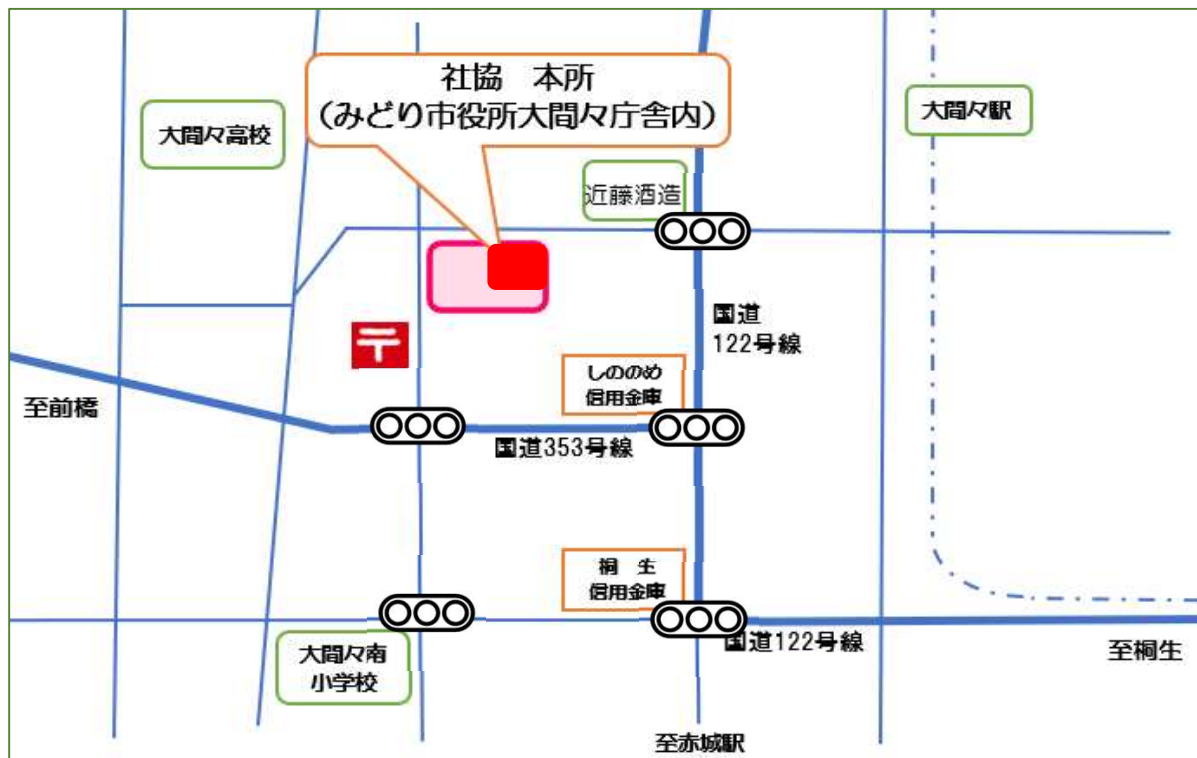 社協　本所
（みどり市役所大間々庁舎内）
大間々高校
大間々駅
近藤酒造
国道
122号線
〒
しののめ
信用金庫
至前橋
国道353号線
桐　生
信用金庫
国道122号線
大間々南
小学校
至桐生
至赤城駅